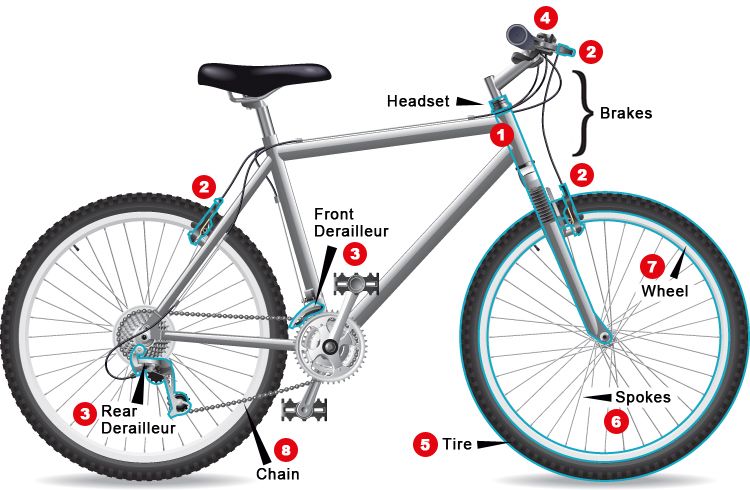 4
2
Headset
1
Brakes
2
2
Front
Derailleur
3
7
Wheel
3
Rear
Derailleur
Spokes
6
5
Tire
8
Chain